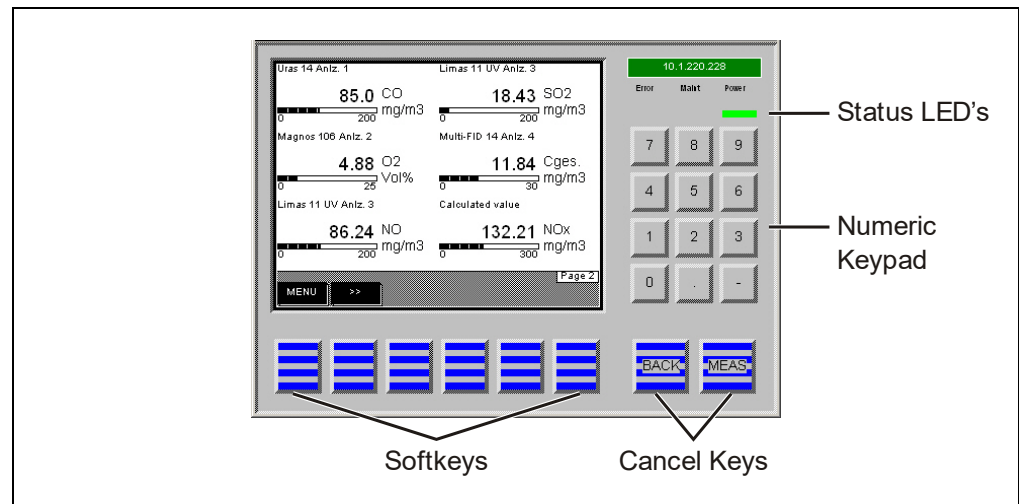 Uras 14 Anlz. 1
85.0 CO
mg/m3
0 200
Limas 11 UV Anlz. 3
18.43 SO2
mg/m3
0 200
Magnos 106 Anlz. 2
4.88 O2
Vol%
0 25
Multi-FID 14 Anlz. 4
11.84 Cges.
mg/m3
0 30
Limas 11 UV Anlz. 3
86.24 NO
mg/m3
0 200
Calculated value
132.21 NOx
mg/m3
0 300
Page 2
MENU >>
10.1.220.228
Error Maint Power
7 8 9
4 5 6
1 2 3
0 . -
BACK MEAS
Status LED's
Numeric
Keypad
Softkeys
Cancel Keys